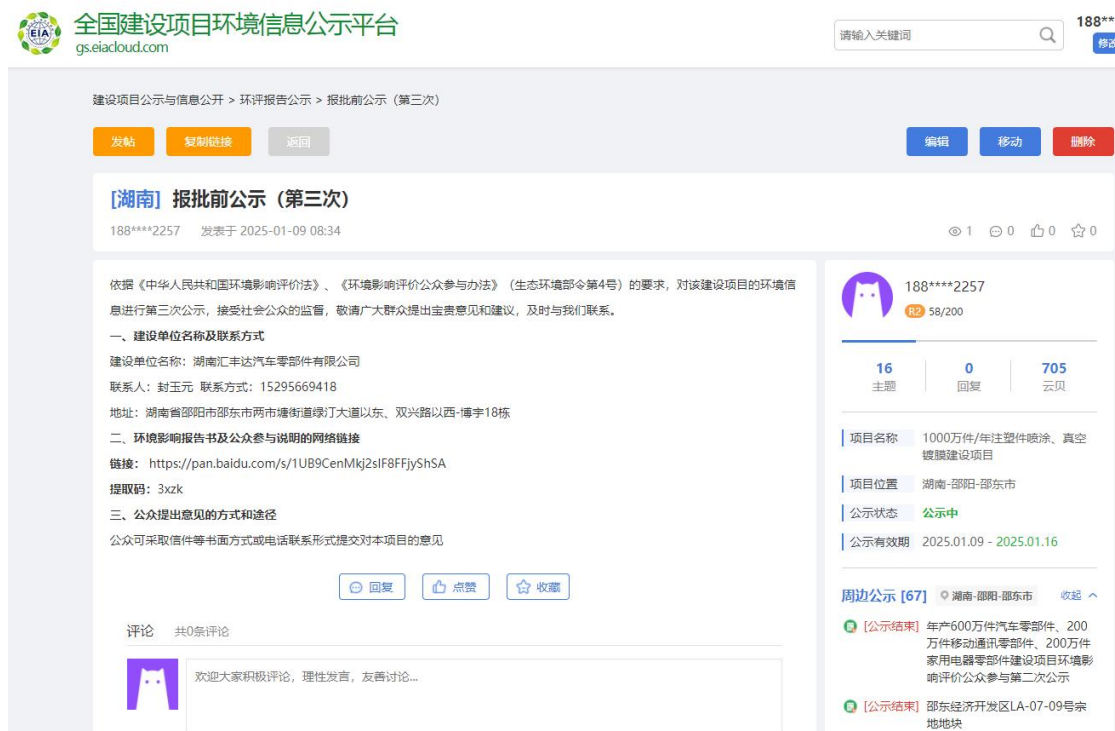 EIA
全国建设项目环境信息公示平台
gs.eiacloud.com
请输入关键词
188**
修改
建设项目公示与信息公开 > 环评报告公示 > 报批前公示（第三次）
发帖 复制链接 返回 编辑 移动 删除
[湖南] 报批前公示（第三次）
188****2257 发表于 2025-01-09 08:34
1 0 0 0
依据《中华人民共和国环境影响评价法》、《环境影响评价公众参与办法》（生态环境部令第4号）的要求，对该建设项目的环境信
息进行第三次公示，接受社会公众的监督，敬请广大群众提出宝贵意见和建议，及时与我们联系。
一、建设单位名称及联系方式
建设单位名称：湖南汇丰达汽车零部件有限公司
联系人：封玉元 联系方式：15295669418
地址：湖南省邵阳市邵东市两市塘街道绿汀大道以东、双兴路以西-博宇18栋
二、环境影响报告书及公众参与说明的网络链接
链接： https://pan.baidu.com/s/1UB9CenMkj2slF8FFjyShSA
提取码：3xzk
三、公众提出意见的方式和途径
公众可采取信件等书面方式或电话联系形式提交对本项目的意见
回复 点赞 收藏
评论 共0条评论
欢迎大家积极评论，理性发言，友善讨论...
188****2257
R2 58/200
16 0 705
主题 回复 云贝
项目名称 1000万件/年注塑件喷涂、真空
镀膜建设项目
项目位置 湖南-邵阳-邵东市
公示状态 公示中
公示有效期 2025.01.09 - 2025.01.16
周边公示 [67] 湖南-邵阳-邵东市 收起
[公示结束] 年产600万件汽车零部件、200
万件移动通讯零部件、200万件
家用电器零部件建设项目环境影
响评价公众参与第二次公示
[公示结束] 邵东经济开发区LA-07-09号宗
地地块